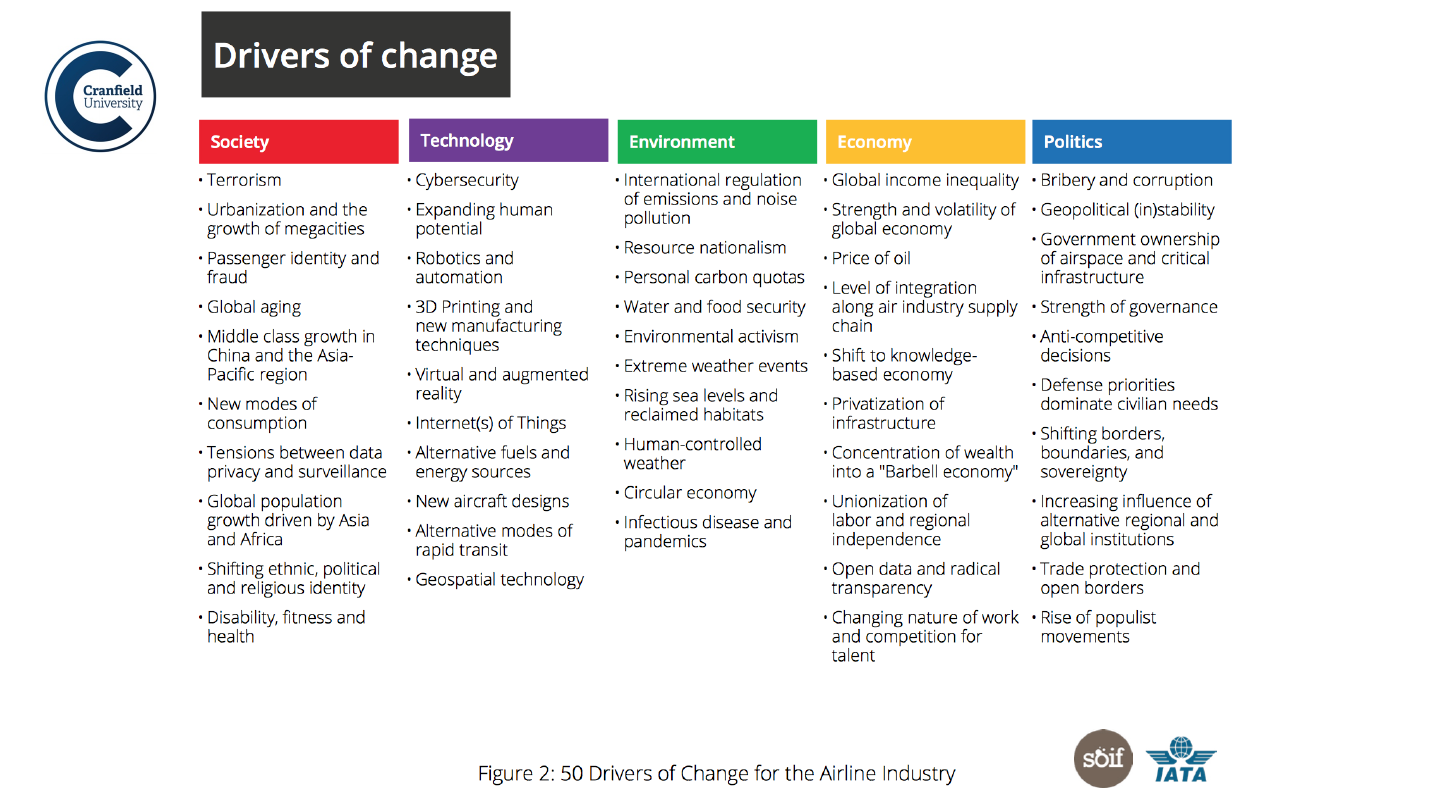 Drivers of change
Cranfield
University
Society
• Terrorism
• Urbanization and the
growth of megacities
• Passenger identity and
fraud
• Global aging
• Middle class growth in
China and the Asia-
Pacific region
• New modes of
consumption
• Tensions between data
privacy and surveillance
• Global population
growth driven by Asia
and Africa
• Shifting ethnic, political
and religious identity
• Disability, fitness and
health
Technology
• Cybersecurity
• Expanding human
potential
• Robotics and
automation
• 3D Printing and
new manufacturing
techniques
• Virtual and augmented
reality
• Internet(s) of Things
• Alternative fuels and
energy sources
• New aircraft designs
• Alternative modes of
rapid transit
• Geospatial technology
Environment
• International regulation
of emissions and noise
pollution
• Resource nationalism
• Personal carbon quotas
• Water and food security
• Environmental activism
• Extreme weather events
• Rising sea levels and
reclaimed habitats
• Human-controlled
weather
• Circular economy
• Infectious disease and
pandemics
Economy
• Global income inequality
• Strength and volatility of
global economy
• Price of oil
• Level of integration
along air industry supply
chain
• Shift to knowledge-
based economy
• Privatization of
infrastructure
• Concentration of wealth
into a "Barbell economy"
• Unionization of
labor and regional
independence
• Open data and radical
transparency
• Changing nature of work
and competition for
talent
Politics
• Bribery and corruption
• Geopolitical (in)stability
• Government ownership
of airspace and critical
infrastructure
• Strength of governance
• Anti-competitive
decisions
• Defense priorities
dominate civilian needs
• Shifting borders,
boundaries, and
sovereignty
• Increasing influence of
alternative regional and
global institutions
• Trade protection and
open borders
• Rise of populist
movements
Figure 2: 50 Drivers of Change for the Airline Industry
söif
IATA